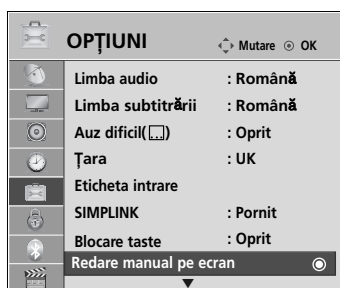 OPȚIUNI Mutare OK
Limba audio : Română
Limba subtitrării : Română
Auz dificil( ) : Oprit
Țara : UK
Eticheta intrare
SIMPLINK : Pornit
Blocare taste : Oprit
Redare manual pe ecran